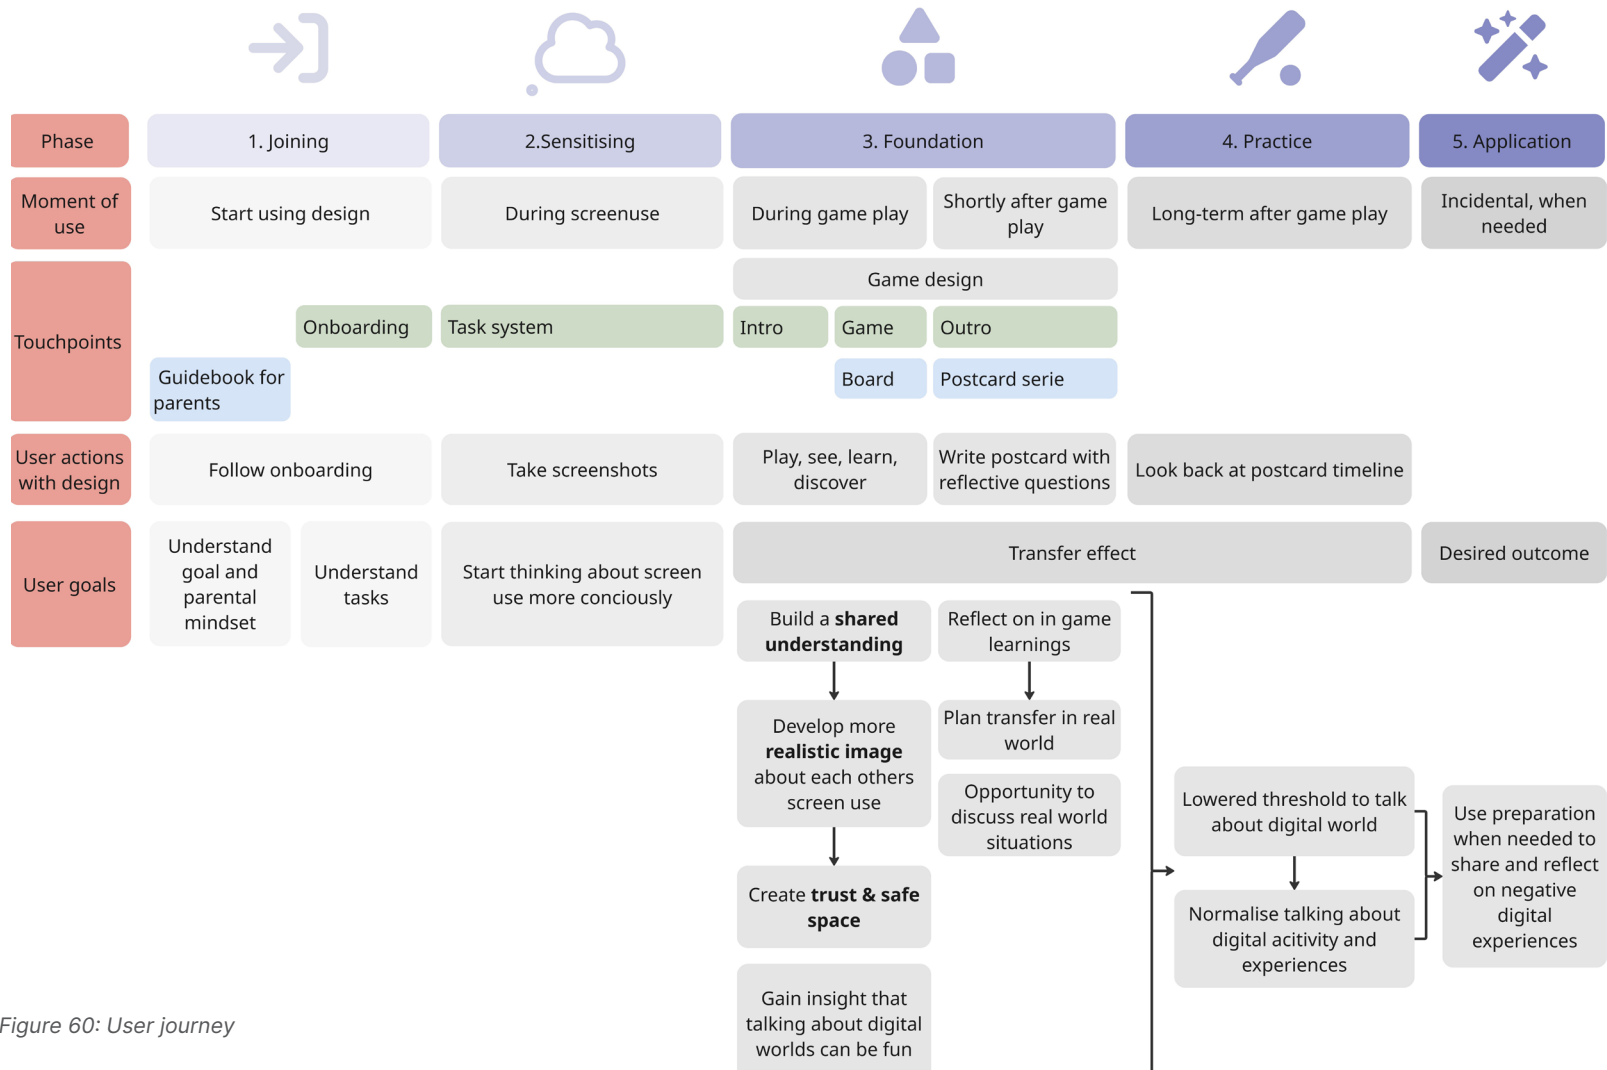 Phase
1. Joining
2.Sensitising
3. Foundation
4. Practice
5. Application
Moment of
use
Start using design
During screenuse
During game play
Shortly after game
play
Long-term after game play
Incidental, when
needed
Touchpoints
Game design
Onboarding
Task system
Intro
Game
Outro
Guidebook for
parents
Board
Postcard serie
User actions
with design
Follow onboarding
Take screenshots
Play, see, learn,
discover
Write postcard with
reflective questions
Look back at postcard timeline
User goals
Understand
goal and
parental
mindset
Understand
tasks
Start thinking about screen
use more conciously
Transfer effect
Desired outcome
Build a shared
understanding
Develop more
realistic image
about each others
screen use
Create trust & safe
space
Gain insight that
talking about digital
worlds can be fun
Reflect on in game
learnings
Plan transfer in real
world
Opportunity to
discuss real world
situations
Lowered threshold to talk
about digital world
Normalise talking about
digital acitivity and
experiences
Use preparation
when needed to
share and reflect
on negative
digital
experiences
Figure 60: User journey